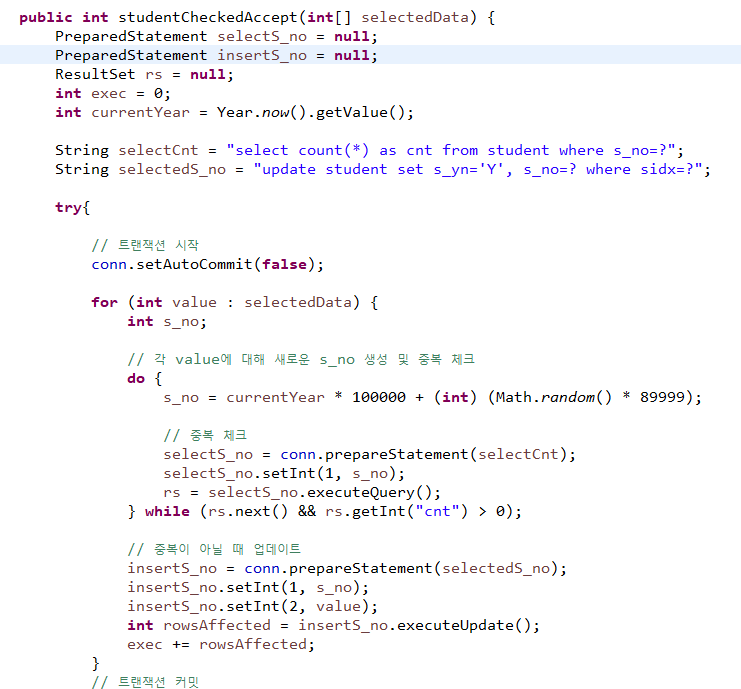 public int studentCheckedAccept(int[] selectedData) {
    PreparedStatement selectS_no = null;
    PreparedStatement insertS_no = null;
    ResultSet rs = null;
    int exec = 0;
    int currentYear = Year.now().getValue();

    String selectCnt = "select count(*) as cnt from student where s_no=?";
    String selectedS_no = "update student set s_yn='Y', s_no=? where sidx=?";

    try{

        // 트랜잭션 시작
        conn.setAutoCommit(false);

        for (int value : selectedData) {
            int s_no;

            // 각 value에 대해 새로운 s_no 생성 및 중복 체크
            do {
                s_no = currentYear * 100000 + (int) (Math.random() * 89999);

                // 중복 체크
                selectS_no = conn.prepareStatement(selectCnt);
                selectS_no.setInt(1, s_no);
                rs = selectS_no.executeQuery();
            } while (rs.next() && rs.getInt("cnt") > 0);

            // 중복이 아닐 때 업데이트
            insertS_no = conn.prepareStatement(selectedS_no);
            insertS_no.setInt(1, s_no);
            insertS_no.setInt(2, value);
            int rowsAffected = insertS_no.executeUpdate();
            exec += rowsAffected;
        }
        // 트랜잭션 커밋